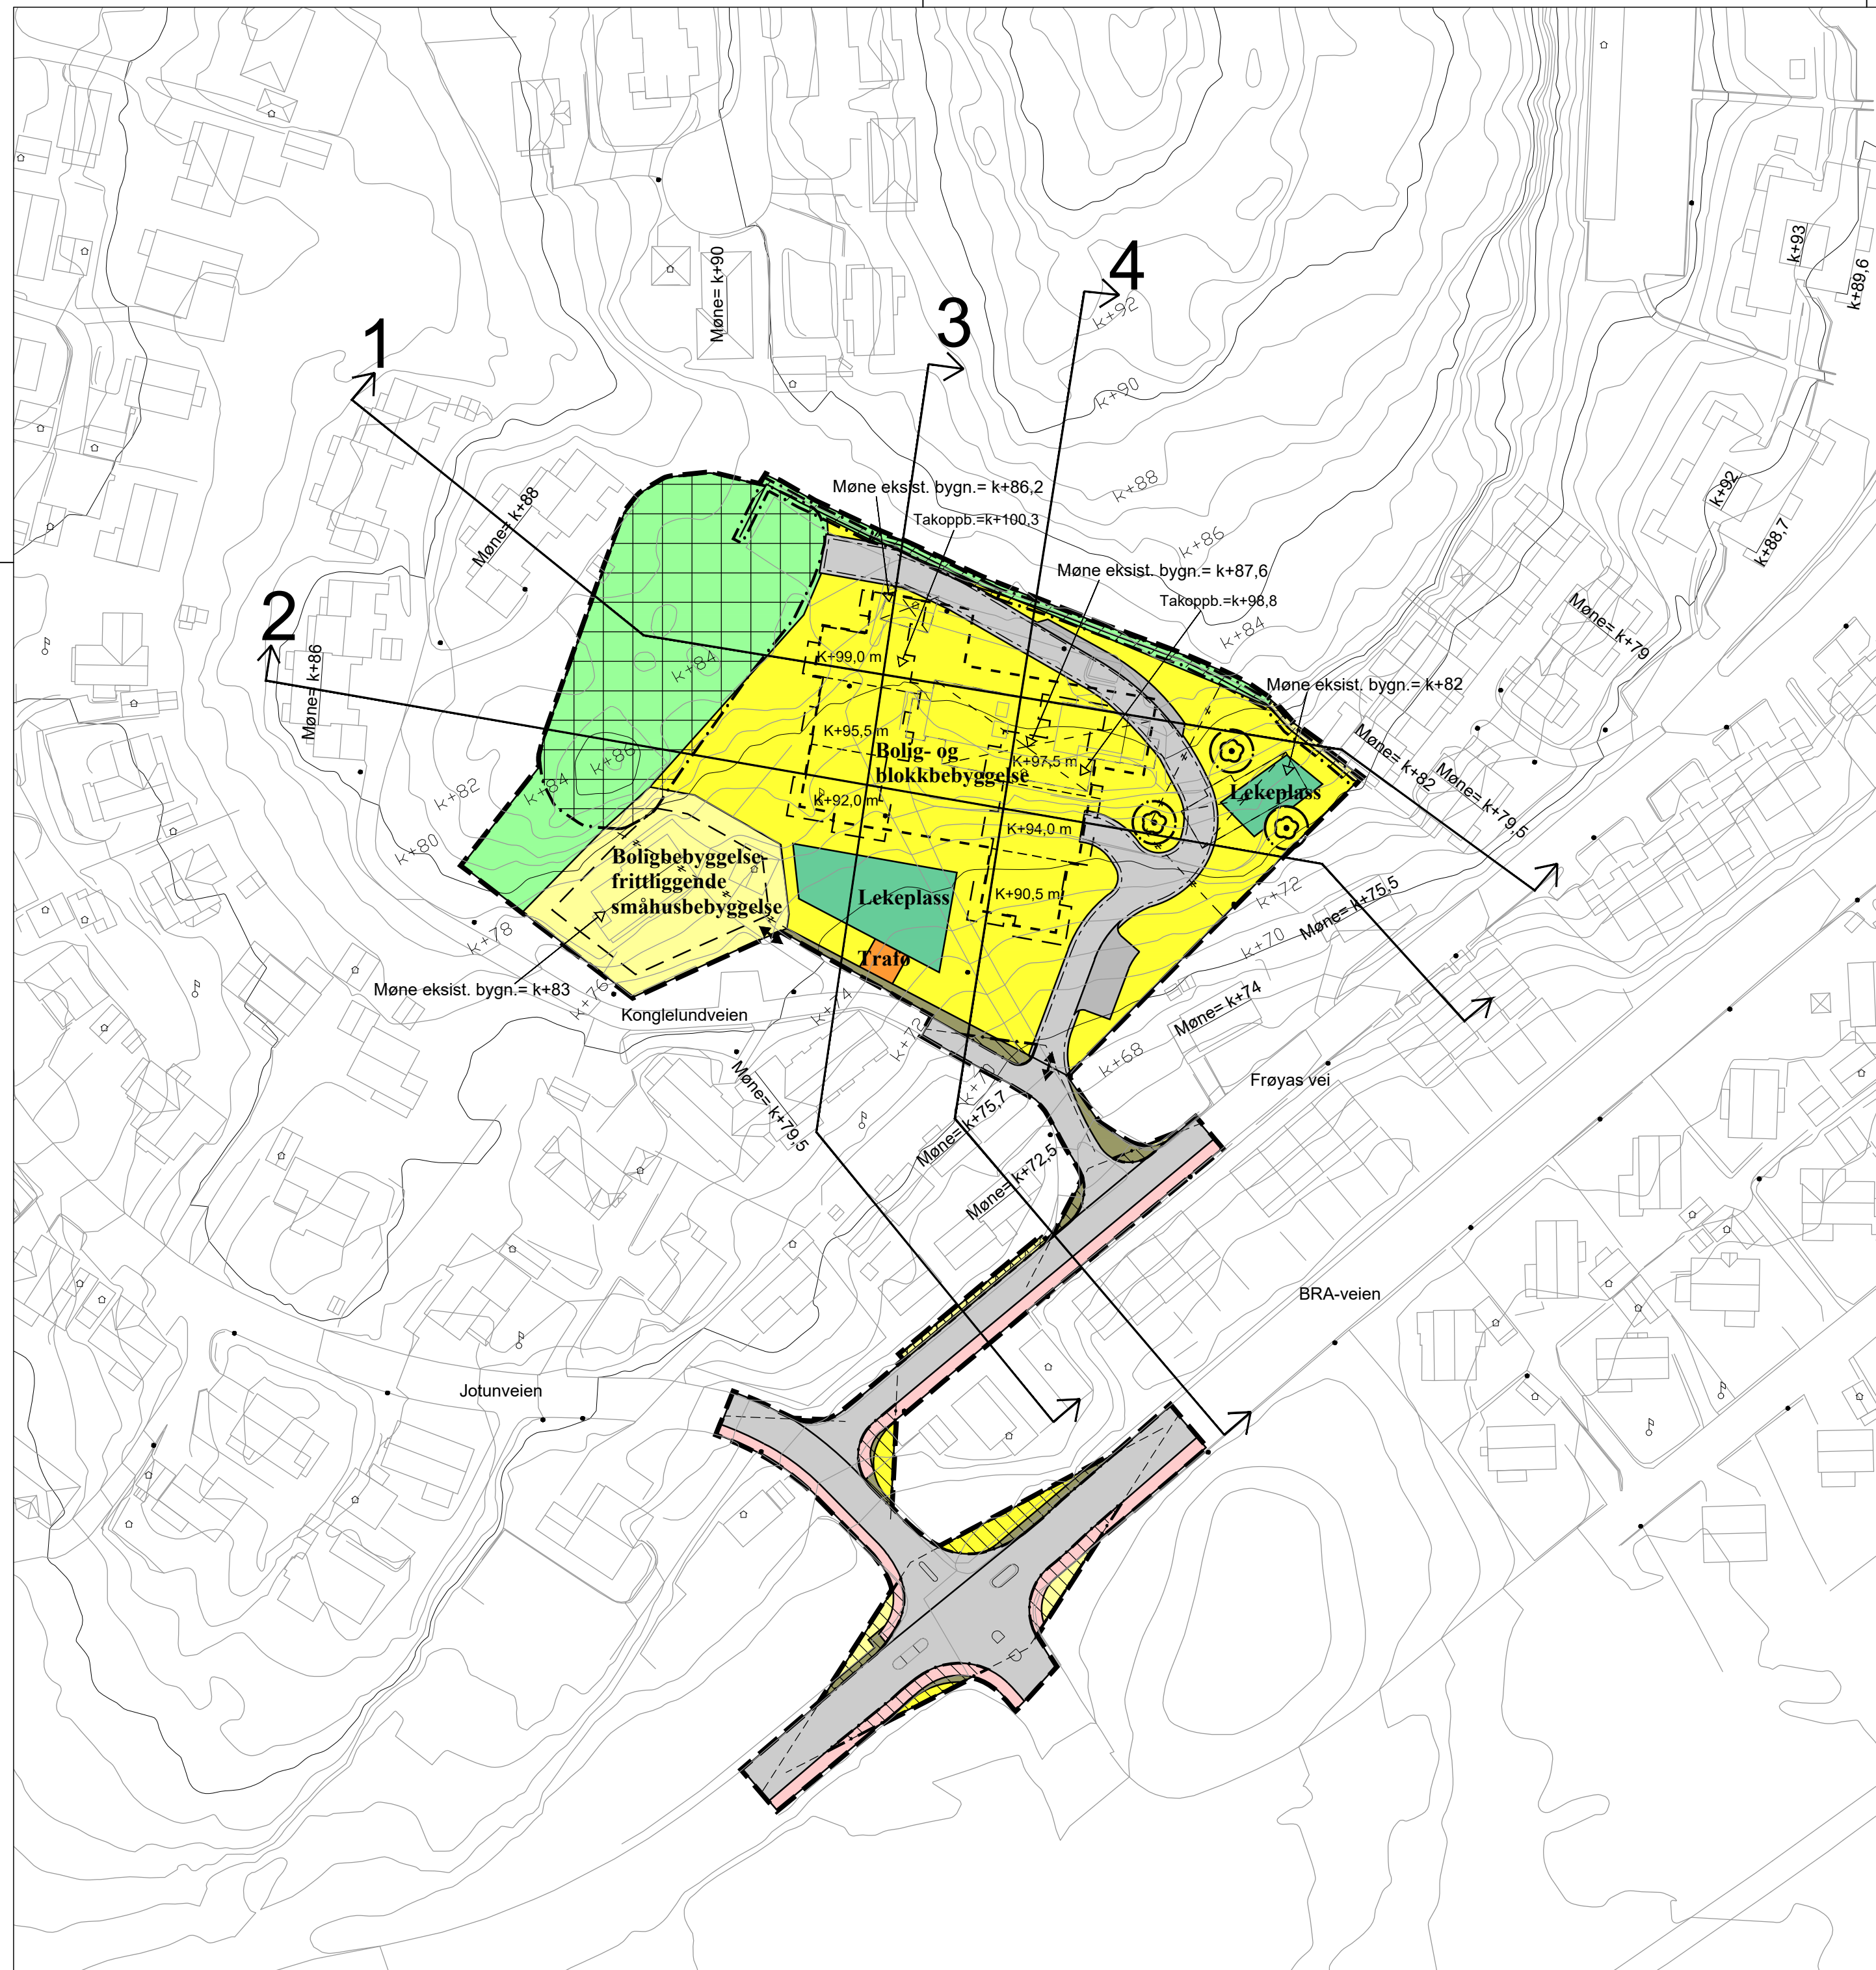 k+93
k+89,6
4
Møne= k+90
k+92
3
1
k+90
k+88
Møne eksist. bygn.= k+86,2
k+92
Møne= k+88
Takoppb.=k+100,3
k+88,7
k+86
Møne eksist. bygn.= k+87,6
Takoppb.=k+98,8
2
Møne= k+79
k+84
K+99,0 m
k+84
Møne eksist. bygn.= k+82
Møne= k+86
K+95,5 m
Bolig- og
blokkbebyggelse
k+86
K+97,5 m
Møne= k+82
Møne= k+79,5
k+84
k+82
K+92,0 m
Lekeplass
K+94,0 m
k+80
Boligbebyggelse-
frittliggende
småhusbebyggelse
Lekeplass
K+90,5 m
k+72
Møne= k+75,5
k+78
k+70
Trafo
Møne eksist. bygn.= k+83
k+76
k+74
Møne= k+74
Konglelundveien
k+72
k+68
k+70
Frøyas vei
Møne= k+79,5
Møne= k+75,7
Møne= k+72,5
BRA-veien
Jotunveien